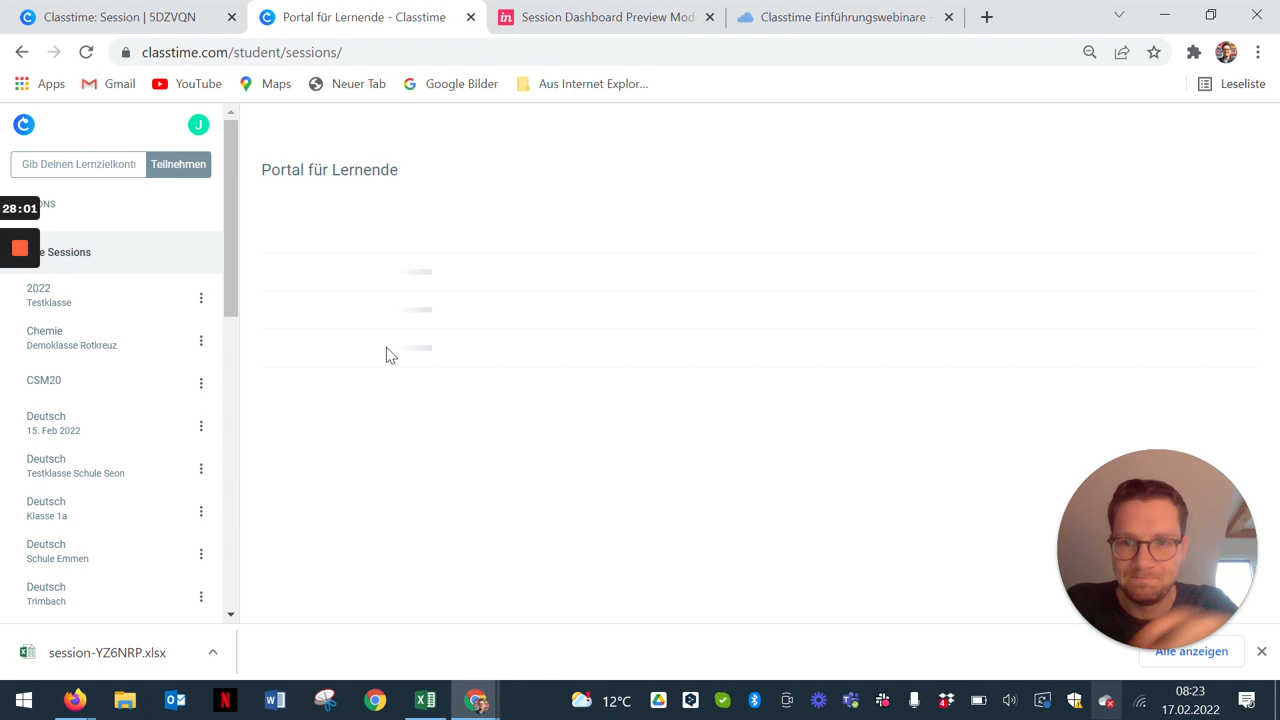 Classtime: Session | 5DZVQN
Portal für Lernende - Classtime
Session Dashboard Preview Mod
Classtime Einführungswebinare -
classtime.com/student/sessions/
Apps
Gmail
YouTube
Maps
Neuer Tab
Google Bilder
Aus Internet Explor...
Leseliste
J
Gib Deinen Lernzielkontr
Teilnehmen
Portal für Lernende
28:01
ONS
e Sessions
2022
Testklasse
Chemie
Demoklasse Rotkreuz
CSM20
Deutsch
15. Feb 2022
Deutsch
Testklasse Schule Seon
Deutsch
Klasse 1a
Deutsch
Schule Emmen
Deutsch
Trimbach
session-YZ6NRP.xlsx
Alle anzeigen
12°C
08:23
17.02.2022